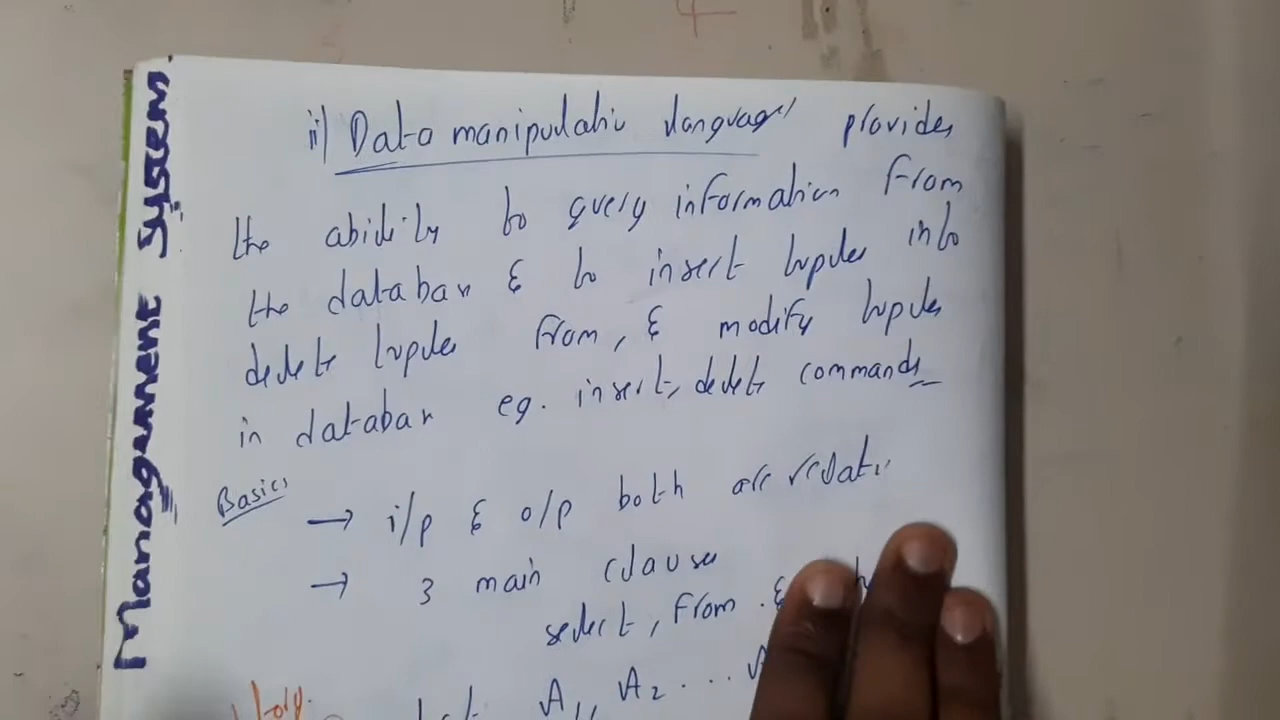 Management System
ii) Data manipulatin language provides
the ability to query information from
the database & to insert tuples into
delete tuples from, & modify tuples
in database eg. insert, delete commands
Basics
→ i/p & o/p both are relati
→ 3 main clause
select, from &
A1, A2 ...